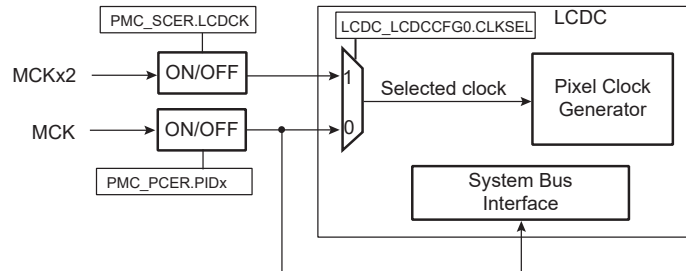 PMC_SCER.LCDCK
LCDC_LCDCCFG0.CLKSEL
LCDC
MCKx2
ON/OFF
1
Selected clock
Pixel Clock
Generator
MCK
ON/OFF
0
PMC_PCER.PIDx
System Bus
Interface